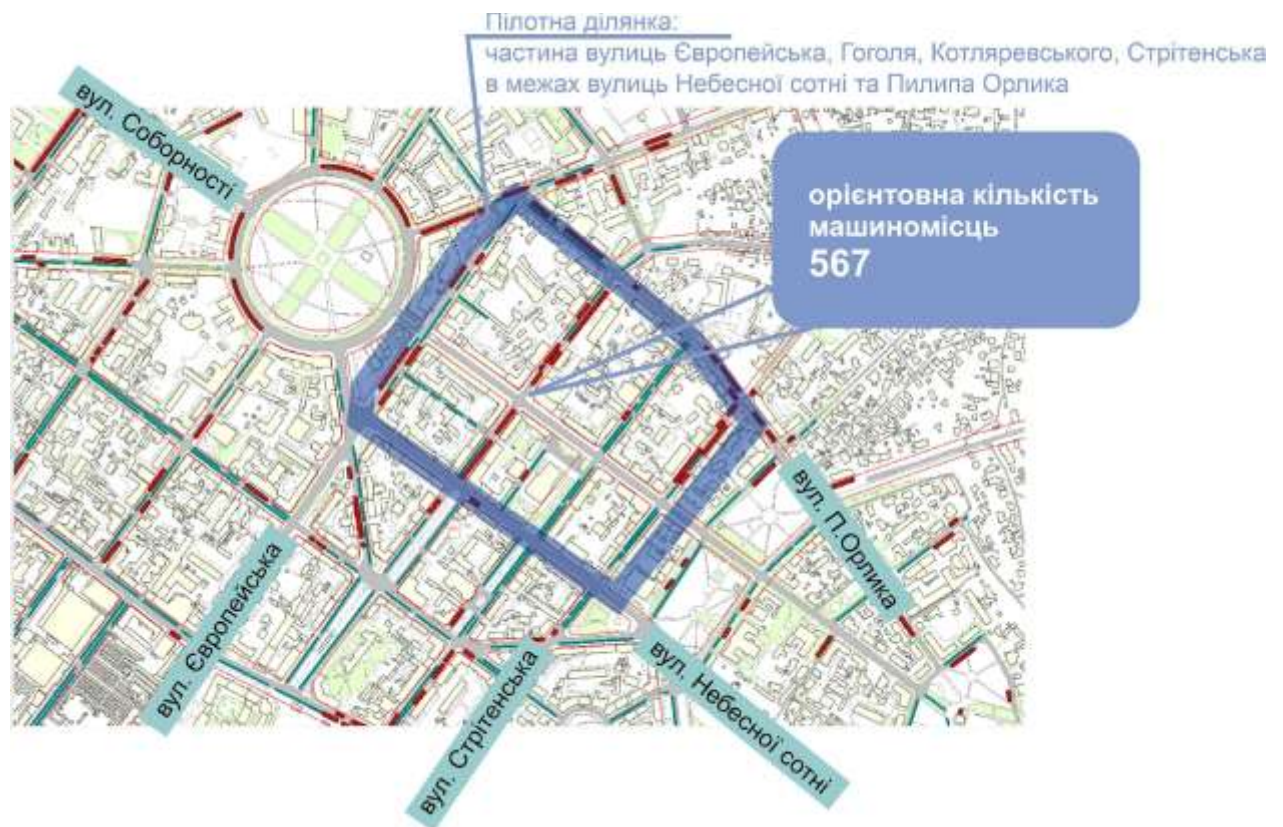 Пілотна ділянка:
частина вулиць Європейська, Гоголя, Котляревського, Стрітенська
в межах вулиць Небесної сотні та Пилипа Орлика
вул. Соборності
орієнтовна кількість
машиномісць
567
вул. П.Орлика
вул. Європейська
вул. Стрітенська
вул. Небесної сотні